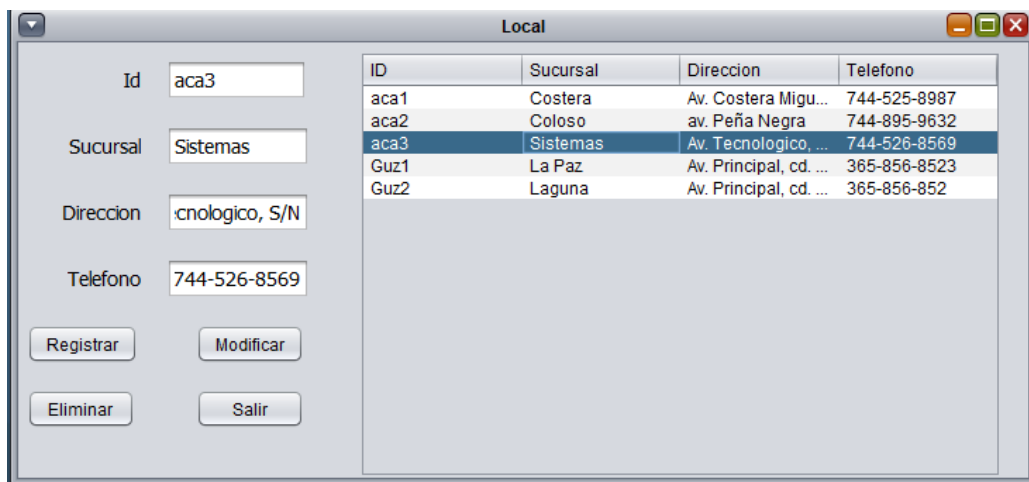 Local
Id aca3
Sucursal Sistemas
Direccion cnologico, S/N
Telefono 744-526-8569
Registrar Modificar
Eliminar Salir
ID Sucursal Direccion Telefono
aca1 Costera Av. Costera Migu... 744-525-8987
aca2 Coloso av. Peña Negra 744-895-9632
aca3 Sistemas Av. Tecnologico, ... 744-526-8569
Guz1 La Paz Av. Principal, cd. ... 365-856-8523
Guz2 Laguna Av. Principal, cd. ... 365-856-852